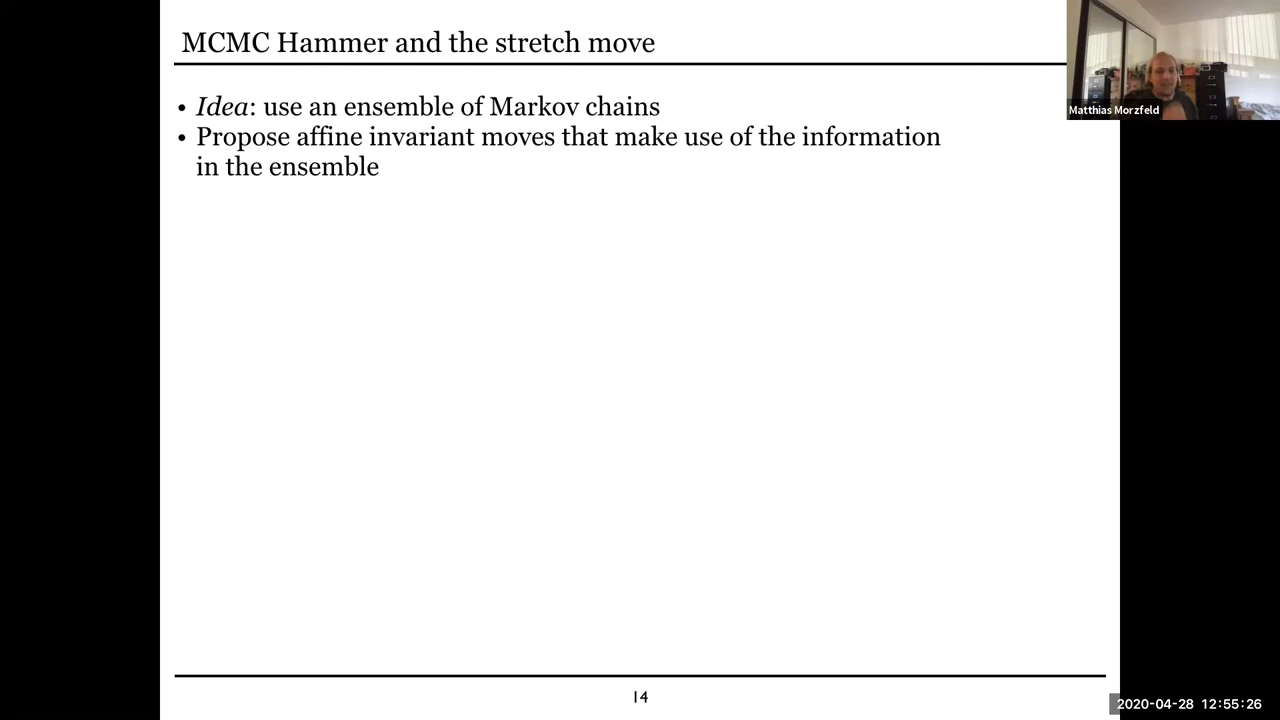 MCMC Hammer and the stretch move
Matthias Morzfeld
• Idea: use an ensemble of Markov chains
• Propose affine invariant moves that make use of the information
in the ensemble
14
2020-04-28 12:55:26